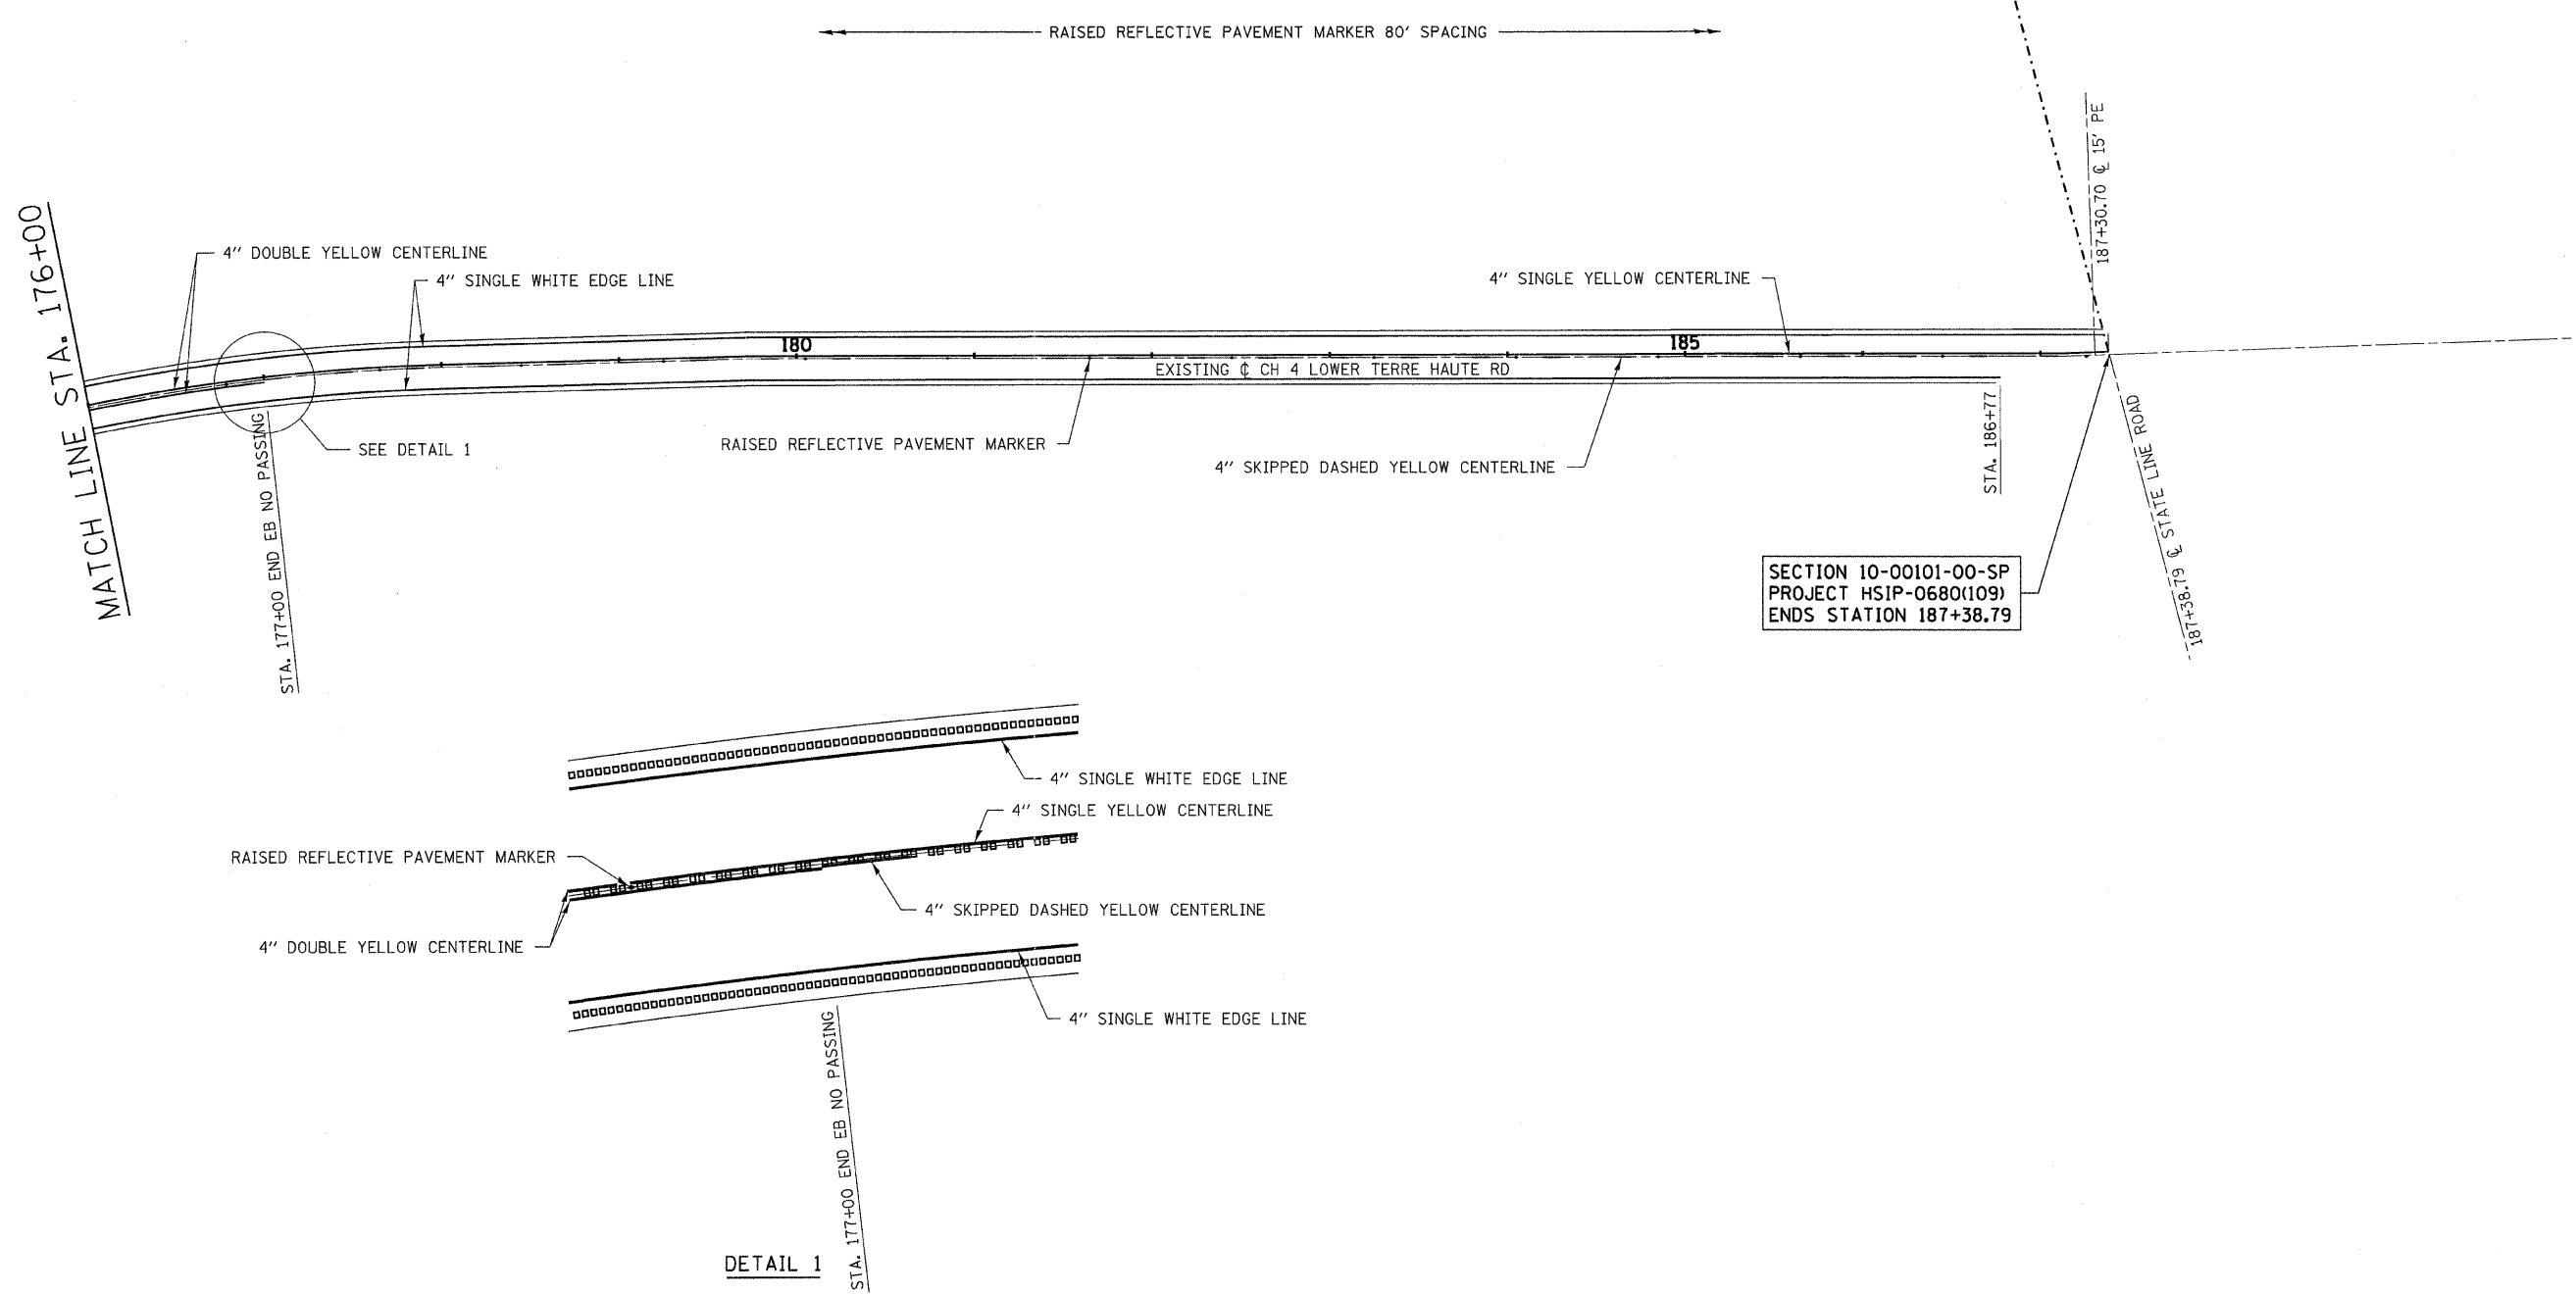 RAISED REFLECTIVE PAVEMENT MARKER 80' SPACING
187+30.70 ℄ 15' PE
MATCH LINE STA. 176+00
4" DOUBLE YELLOW CENTERLINE
4" SINGLE WHITE EDGE LINE
4" SINGLE YELLOW CENTERLINE
180
185
EXISTING ℄ CH 4 LOWER TERRE HAUTE RD
SEE DETAIL 1
RAISED REFLECTIVE PAVEMENT MARKER
4" SKIPPED DASHED YELLOW CENTERLINE
STA. 177+00 END EB NO PASSING
STA. 186+77
187+38.79 ℄ STATE LINE ROAD
SECTION 10-00101-00-SP
PROJECT HSIP-0680(109)
ENDS STATION 187+38.79
4" SINGLE WHITE EDGE LINE
4" SINGLE YELLOW CENTERLINE
RAISED REFLECTIVE PAVEMENT MARKER
4" SKIPPED DASHED YELLOW CENTERLINE
4" DOUBLE YELLOW CENTERLINE
4" SINGLE WHITE EDGE LINE
STA. 177+00 END EB NO PASSING
DETAIL 1